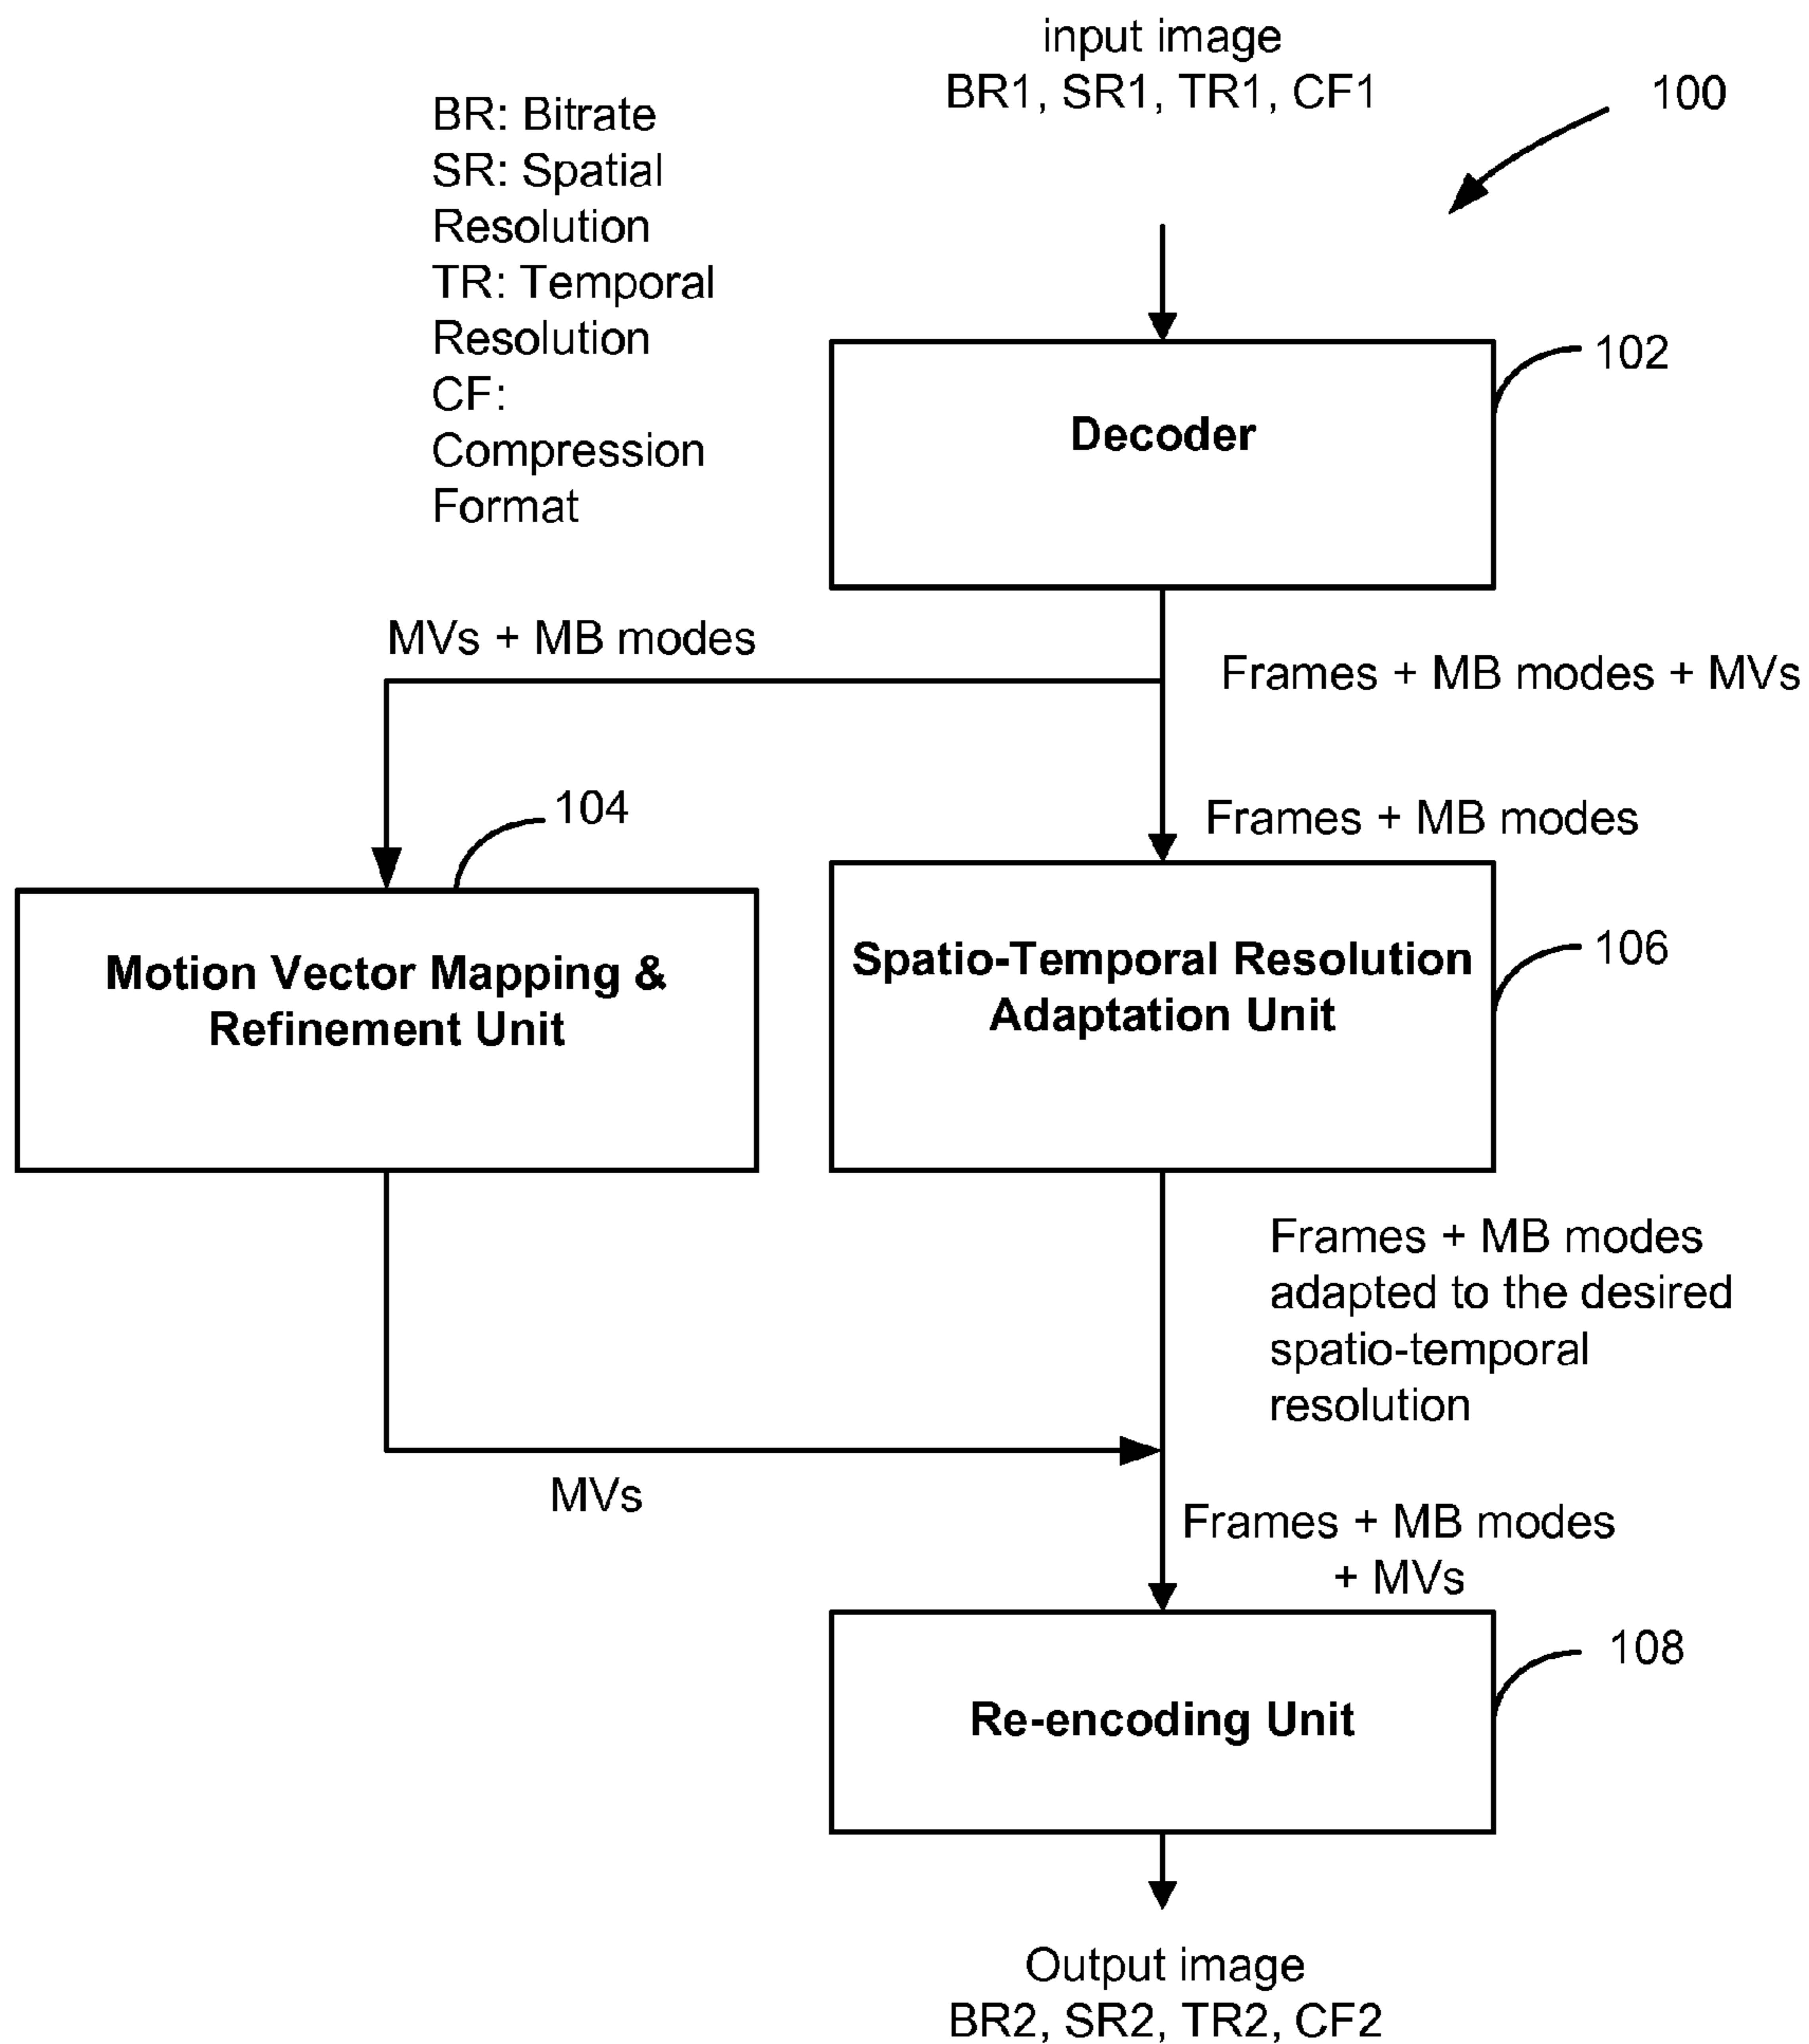 input image
BR1, SR1, TR1, CF1
100
BR: Bitrate
SR: Spatial
Resolution
TR: Temporal
Resolution
CF:
Compression
Format
102
Decoder
MVs + MB modes
Frames + MB modes + MVs
104
Frames + MB modes
Motion Vector Mapping &
Refinement Unit
Spatio-Temporal Resolution
Adaptation Unit
106
Frames + MB modes
adapted to the desired
spatio-temporal
resolution
MVs
Frames + MB modes
+ MVs
108
Re-encoding Unit
Output image
BR2, SR2, TR2, CF2